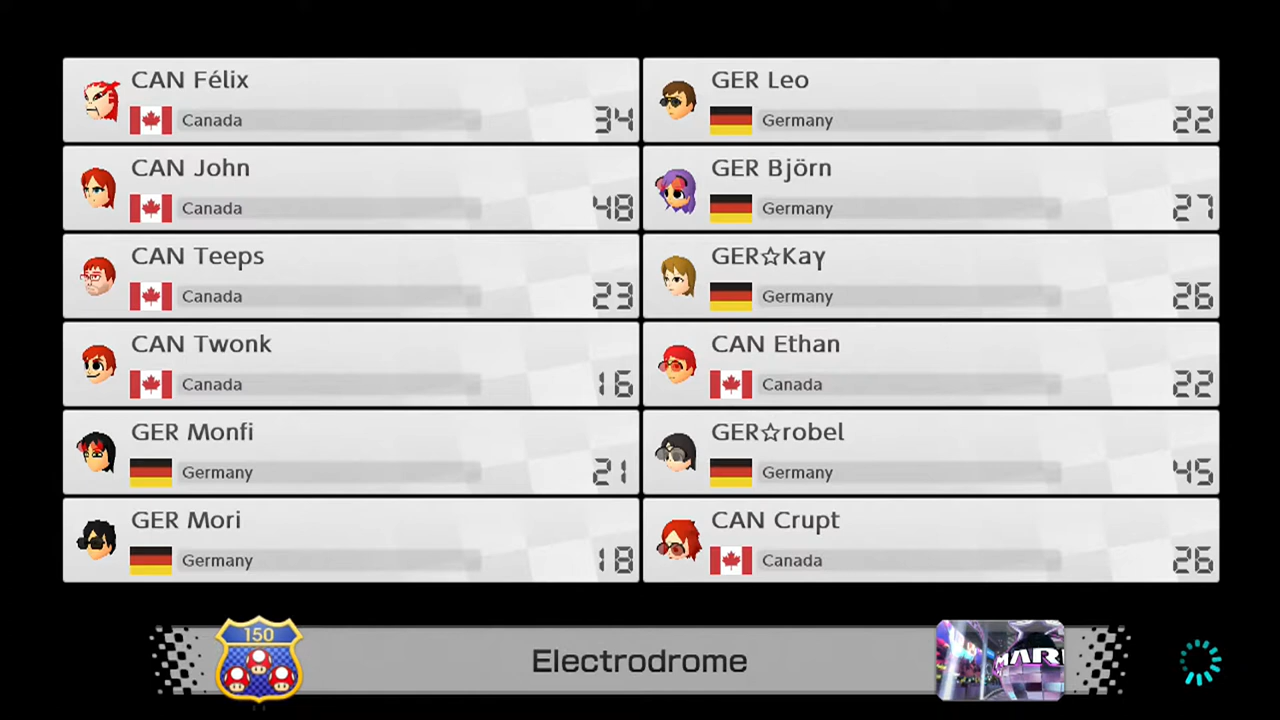 CAN Félix
Canada
34
CAN John
Canada
48
CAN Teeps
Canada
23
CAN Twonk
Canada
16
GER Monfi
Germany
21
GER Mori
Germany
18
GER Leo
Germany
22
GER Björn
Germany
27
GER☆Kaγ
Germany
26
CAN Ethan
Canada
22
GER☆robel
Germany
45
CAN Crupt
Canada
26
150
Electrodrome
MARI